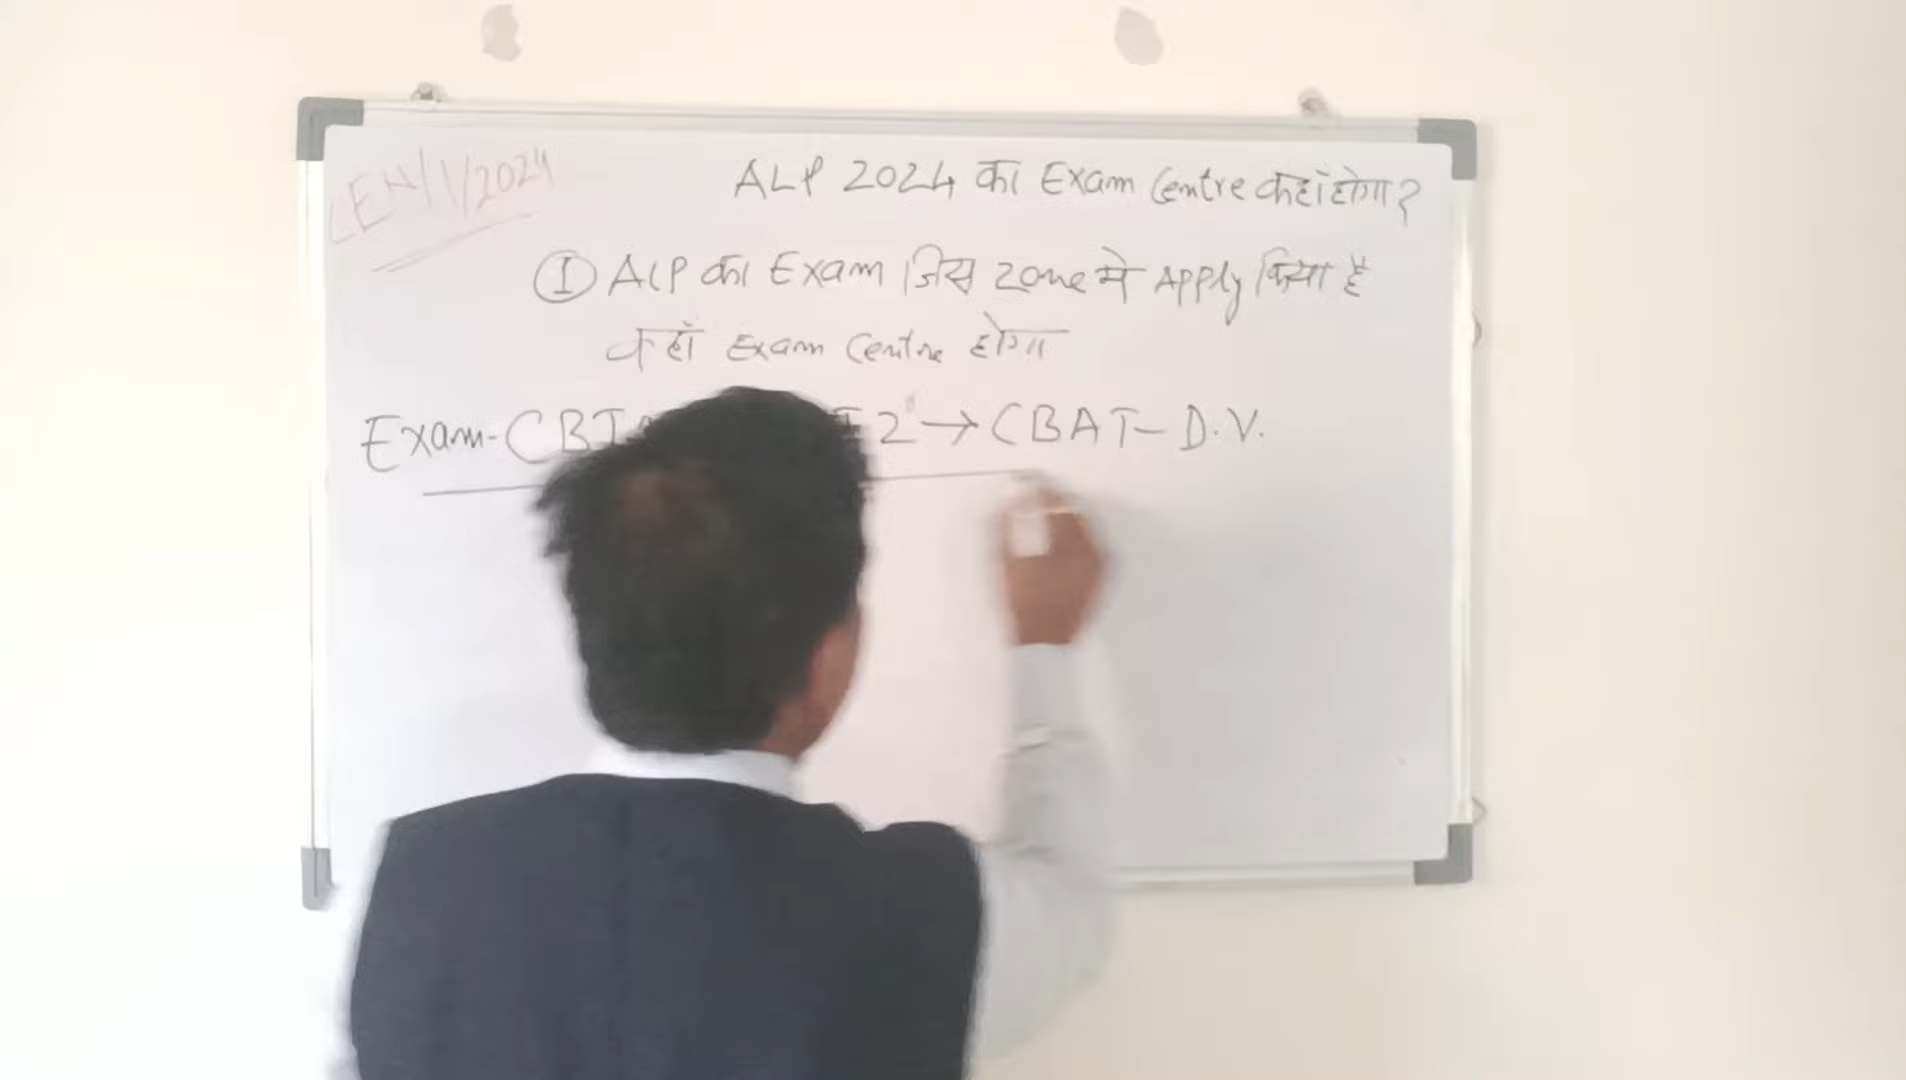 CEN/1/2024
ALP 2024 का Exam Centre कहां होगा?
① ALP का Exam जिस Zone मे Apply किया है
वहाँ Exam Centre होगा
Exam-CBT 2 → CBAT - D.V.